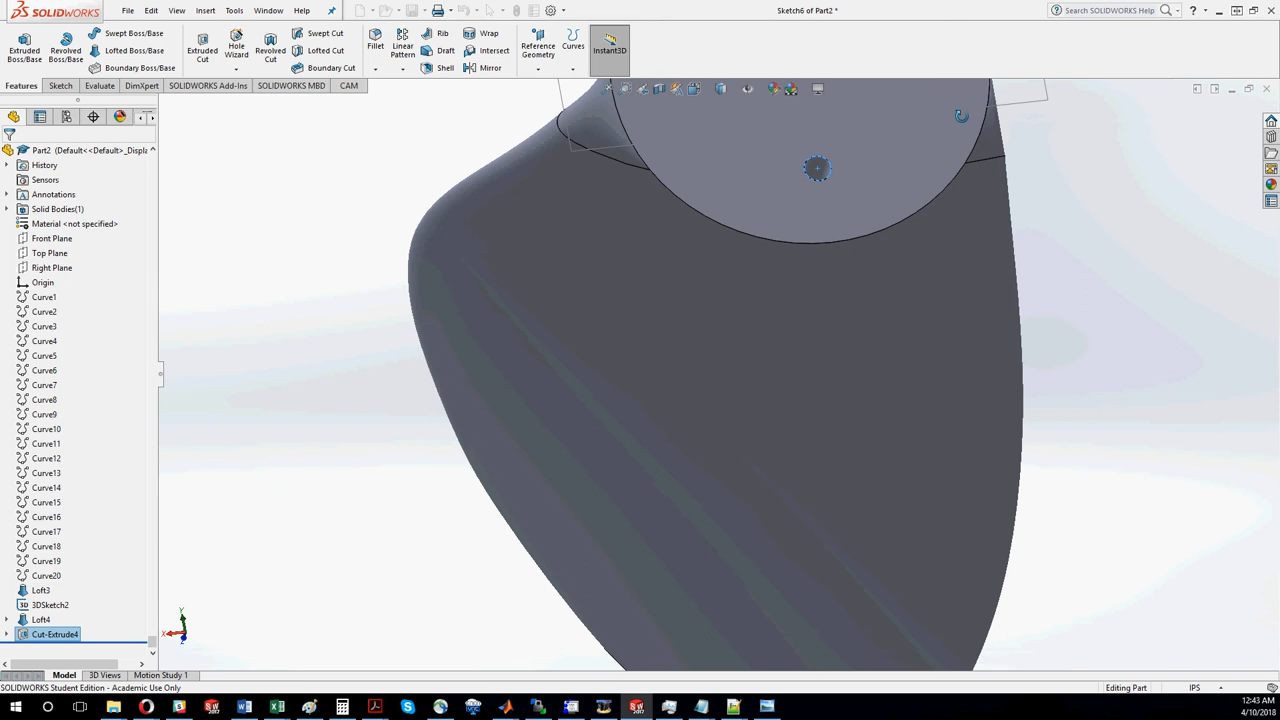 SOLIDWORKS File Edit View Insert Tools Window Help Sketch6 of Part2 * Search SOLIDWORKS Help
Extruded Boss/Base
Revolved Boss/Base
Swept Boss/Base
Lofted Boss/Base
Boundary Boss/Base
Extruded Cut
Hole Wizard
Revolved Cut
Swept Cut
Lofted Cut
Boundary Cut
Fillet
Linear Pattern
Rib
Draft
Shell
Wrap
Intersect
Mirror
Reference Geometry
Curves
Instant3D
Features Sketch Evaluate DimXpert SOLIDWORKS Add-Ins SOLIDWORKS MBD CAM
Part2 (Default<<Default>_Displa
History
Sensors
Annotations
Solid Bodies(1)
Material <not specified>
Front Plane
Top Plane
Right Plane
Origin
Curve1
Curve2
Curve3
Curve4
Curve5
Curve6
Curve7
Curve8
Curve9
Curve10
Curve11
Curve12
Curve13
Curve14
Curve15
Curve16
Curve17
Curve18
Curve19
Curve20
Loft3
3D 3DSketch2
Loft4
Cut-Extrude4
Y
X
Z
Model 3D Views Motion Study 1
SOLIDWORKS Student Edition - Academic Use Only Editing Part IPS
12:43 AM
4/10/2018